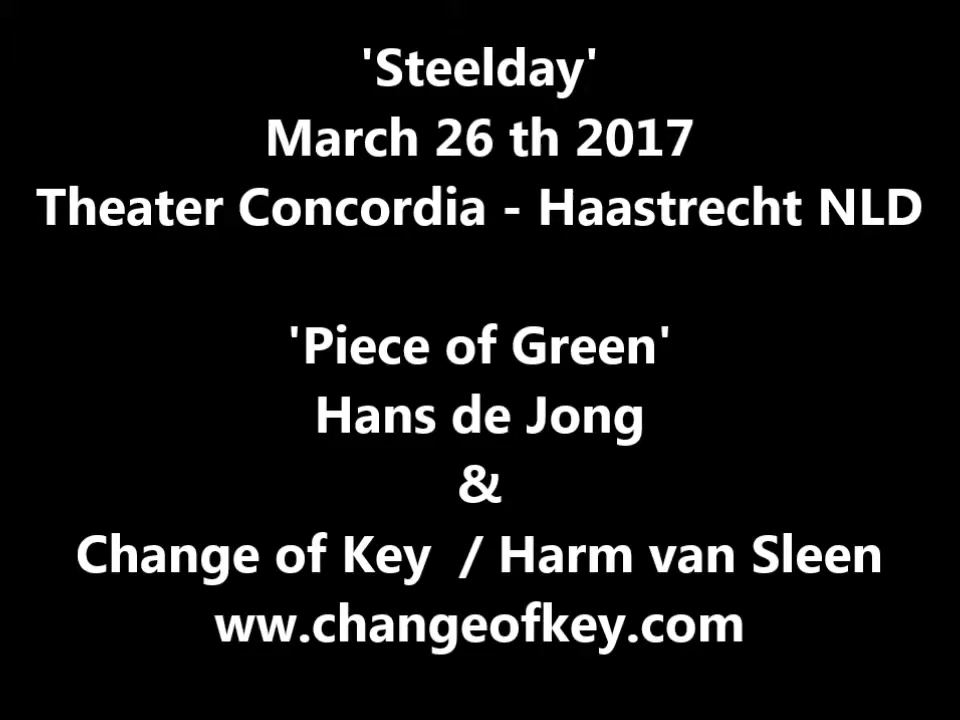 'Steelday'
March 26 th 2017
Theater Concordia - Haastrecht NLD
'Piece of Green'
Hans de Jong
&
Change of Key / Harm van Sleen
ww.changeofkey.com